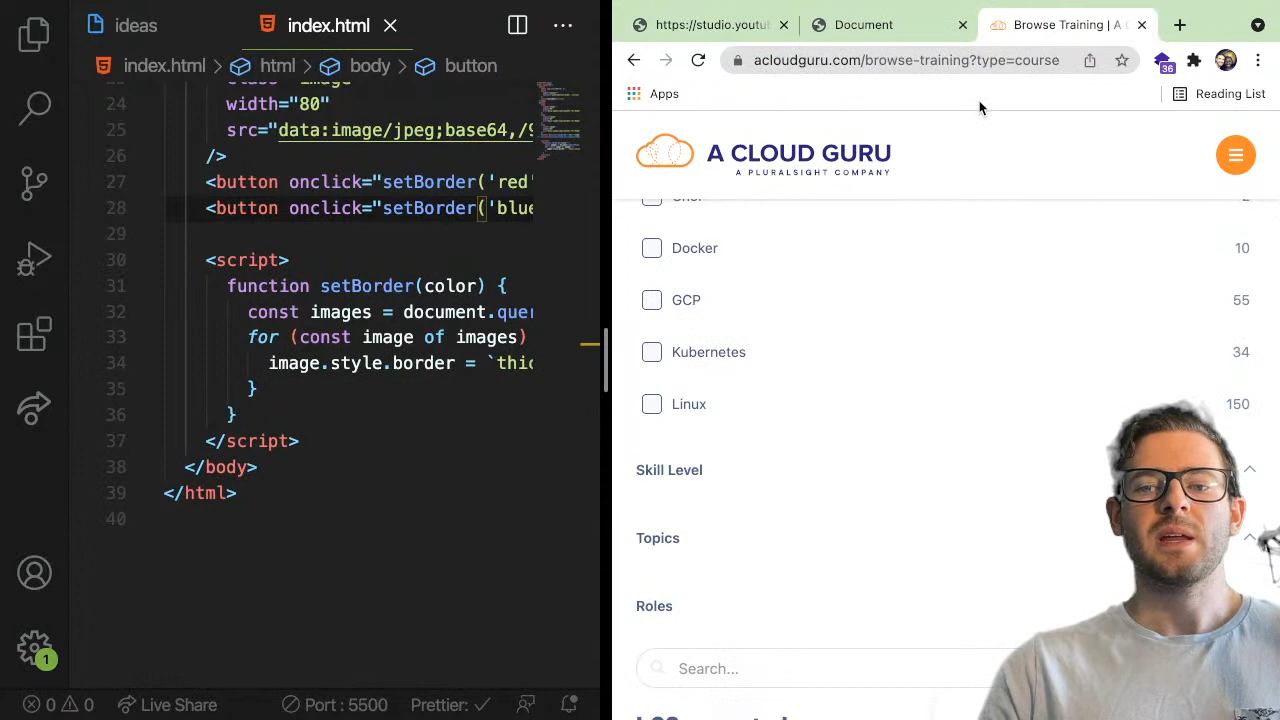 ideas
index.html
index.html > html > body > button
24 width="80"
25 src="data:image/jpeg;base64,/9
26 />
27 <button onclick="setBorder('red'
28 <button onclick="setBorder('blue
29
30 <script>
31 function setBorder(color) {
32 const images = document.quer
33 for (const image of images)
34 image.style.border = `thic
35 }
36 }
37 </script>
38 </body>
39 </html>
40
1
0 0 Live Share Port : 5500 Prettier:
https://studio.youtu
Document
Browse Training | A C
acloudguru.com/browse-training?type=course
36
Apps
Reading List
A CLOUD GURU
A PLURALSIGHT COMPANY
Docker 10
GCP 55
Kubernetes 34
Linux 150
Skill Level
Topics
Roles
Search...